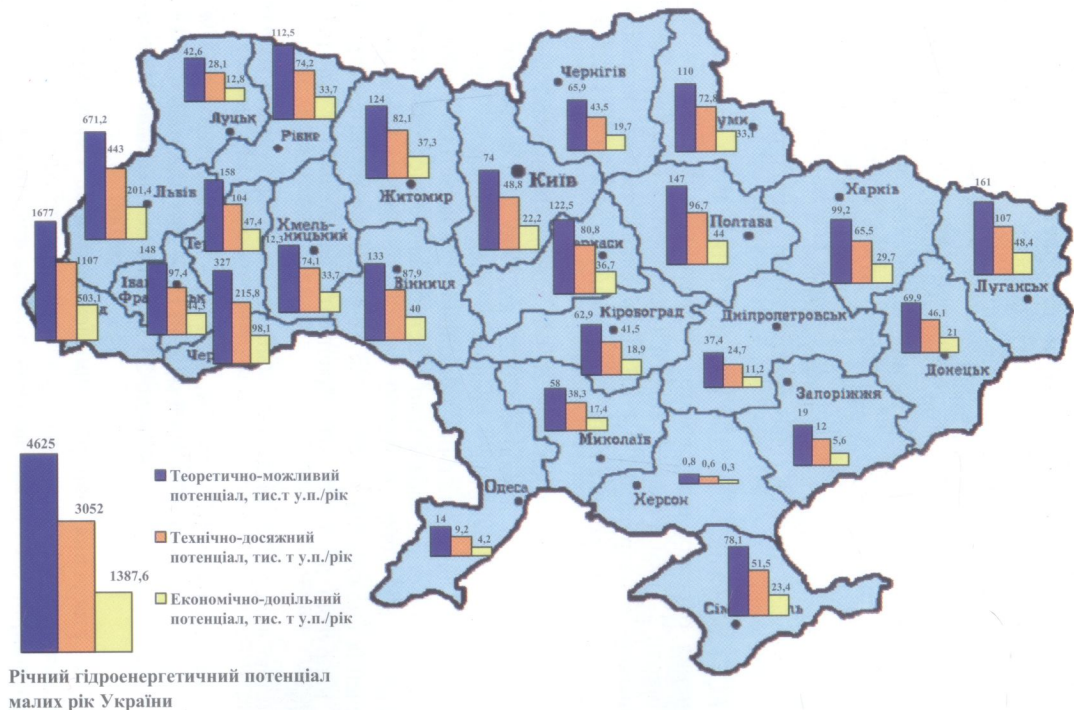 112,5
42,6
28,1
12,8
Луцьк
74,2
33,7
Рівне
124
82,1
37,3
Житомир
Чернігів
65,9
43,5
19,7
110
72,8
33,1
671,2
443
201,4
Львів
158
104
47,4
Хмель-
ницький
12,3
74,1
33,7
74
48,8
22,2
Київ
122,5
80,8
36,7
147
96,7
44
Полтава
Харків
99,2
65,5
29,7
161
107
48,4
Луганськ
1677
1107
503,1
148
97,4
44,3
327
215,8
98,1
133
87,9
40
Вінниця
62,9
Кіровоград
41,5
18,9
Дніпропетровськ
37,4
24,7
11,2
69,9
46,1
21
Донецьк
58
38,3
17,4
Миколаїв
Запоріжжя
19
12
5,6
0,8
0,6
0,3
Херсон
Одеса
14
9,2
4,2
78,1
51,5
23,4
4625
3052
1387,6
Теоретично-можливий
потенціал, тис.т у.п./рік
Технічно-досяжний
потенціал, тис. т у.п./рік
Економічно-доцільний
потенціал, тис. т у.п./рік
Річний гідроенергетичний потенціал
малих рік України